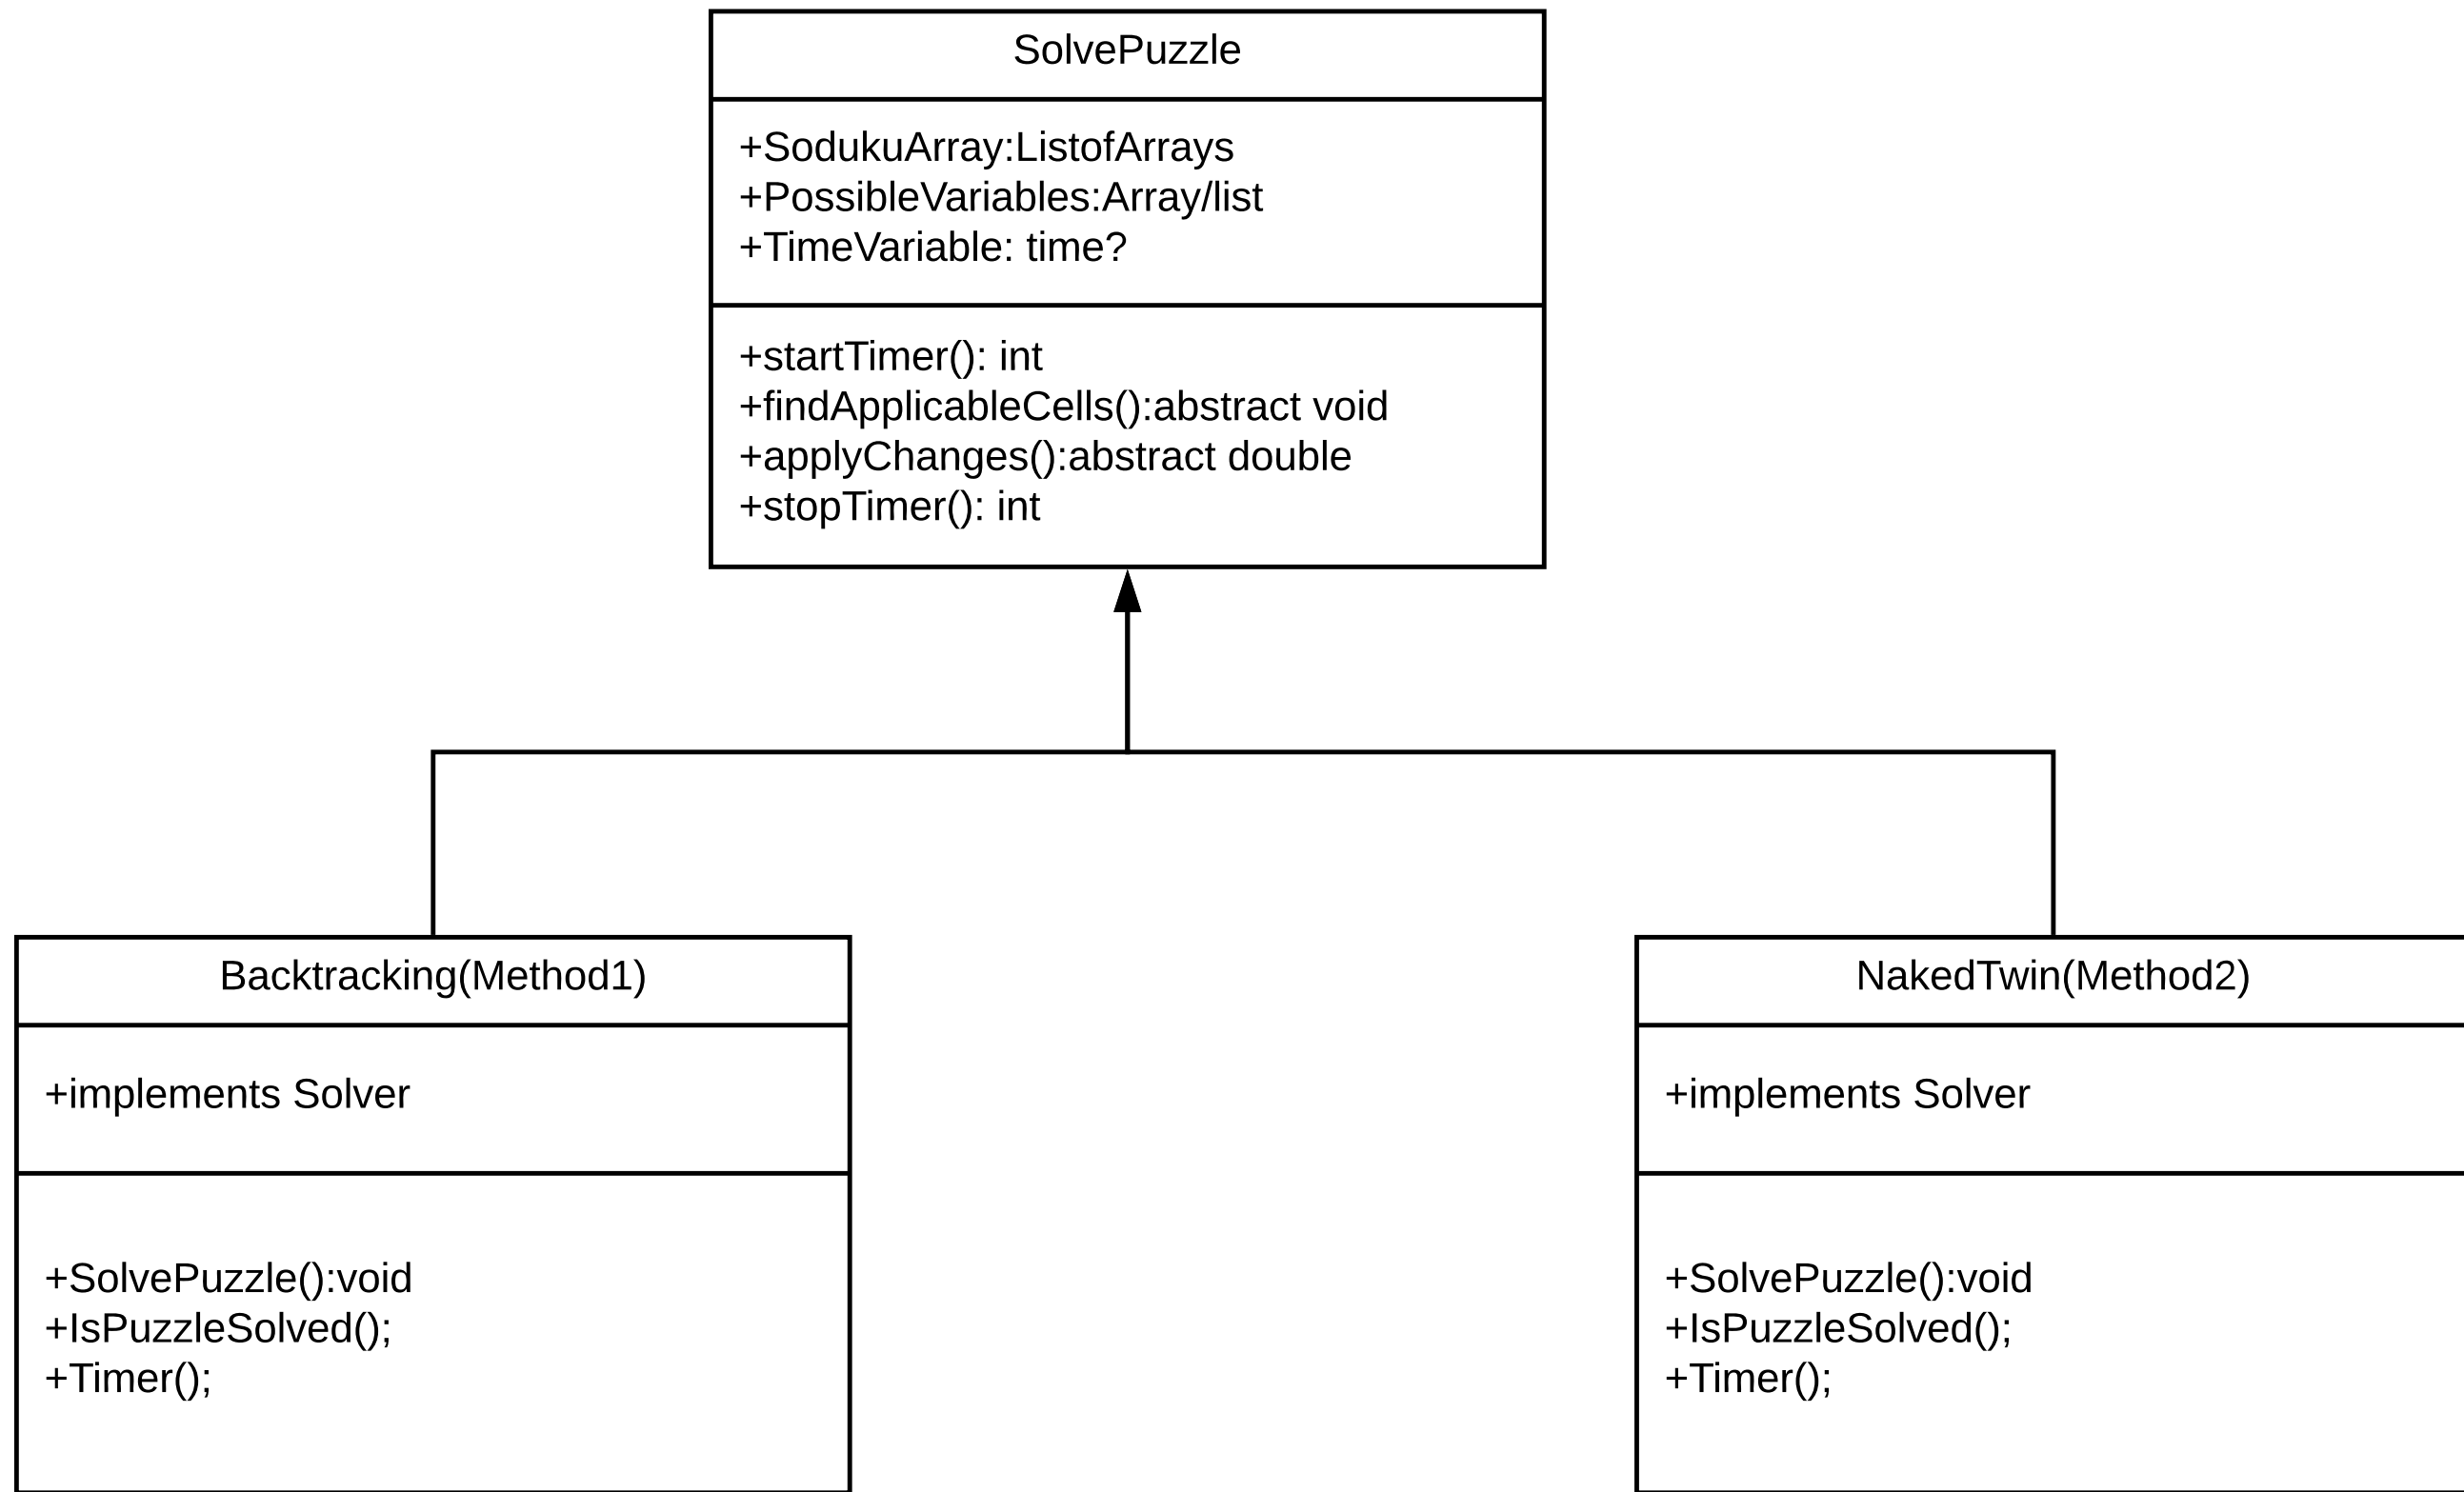 SolvePuzzle
+SodukuArray:ListofArrays
+PossibleVariables:Array/list
+TimeVariable: time?
+startTimer(): int
+findApplicableCells():abstract void
+applyChanges():abstract double
+stopTimer(): int
Backtracking(Method1)
+implements Solver
+SolvePuzzle():void
+IsPuzzleSolved();
+Timer();
NakedTwin(Method2)
+implements Solver
+SolvePuzzle():void
+IsPuzzleSolved();
+Timer();